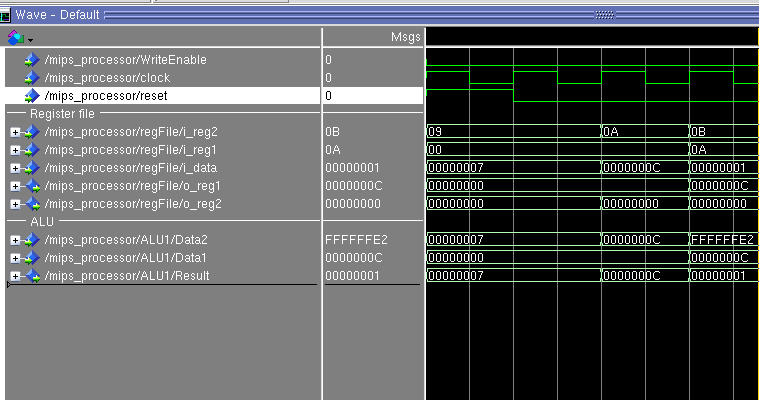 Wave - Default
Msgs
/mips_processor/WriteEnable 0
/mips_processor/clock 0
/mips_processor/reset 0
Register file
/mips_processor/regFile/i_reg2 0B 09 0A 0B
/mips_processor/regFile/i_reg1 0A 00 0A
/mips_processor/regFile/i_data 00000001 00000007 0000000C 00000001
/mips_processor/regFile/o_reg1 0000000C 00000000 0000000C
/mips_processor/regFile/o_reg2 00000000 00000000 00000000 00000000
ALU
/mips_processor/ALU1/Data2 FFFFFFE2 00000007 0000000C FFFFFFE2
/mips_processor/ALU1/Data1 0000000C 00000000 0000000C
/mips_processor/ALU1/Result 00000001 00000007 0000000C 00000001